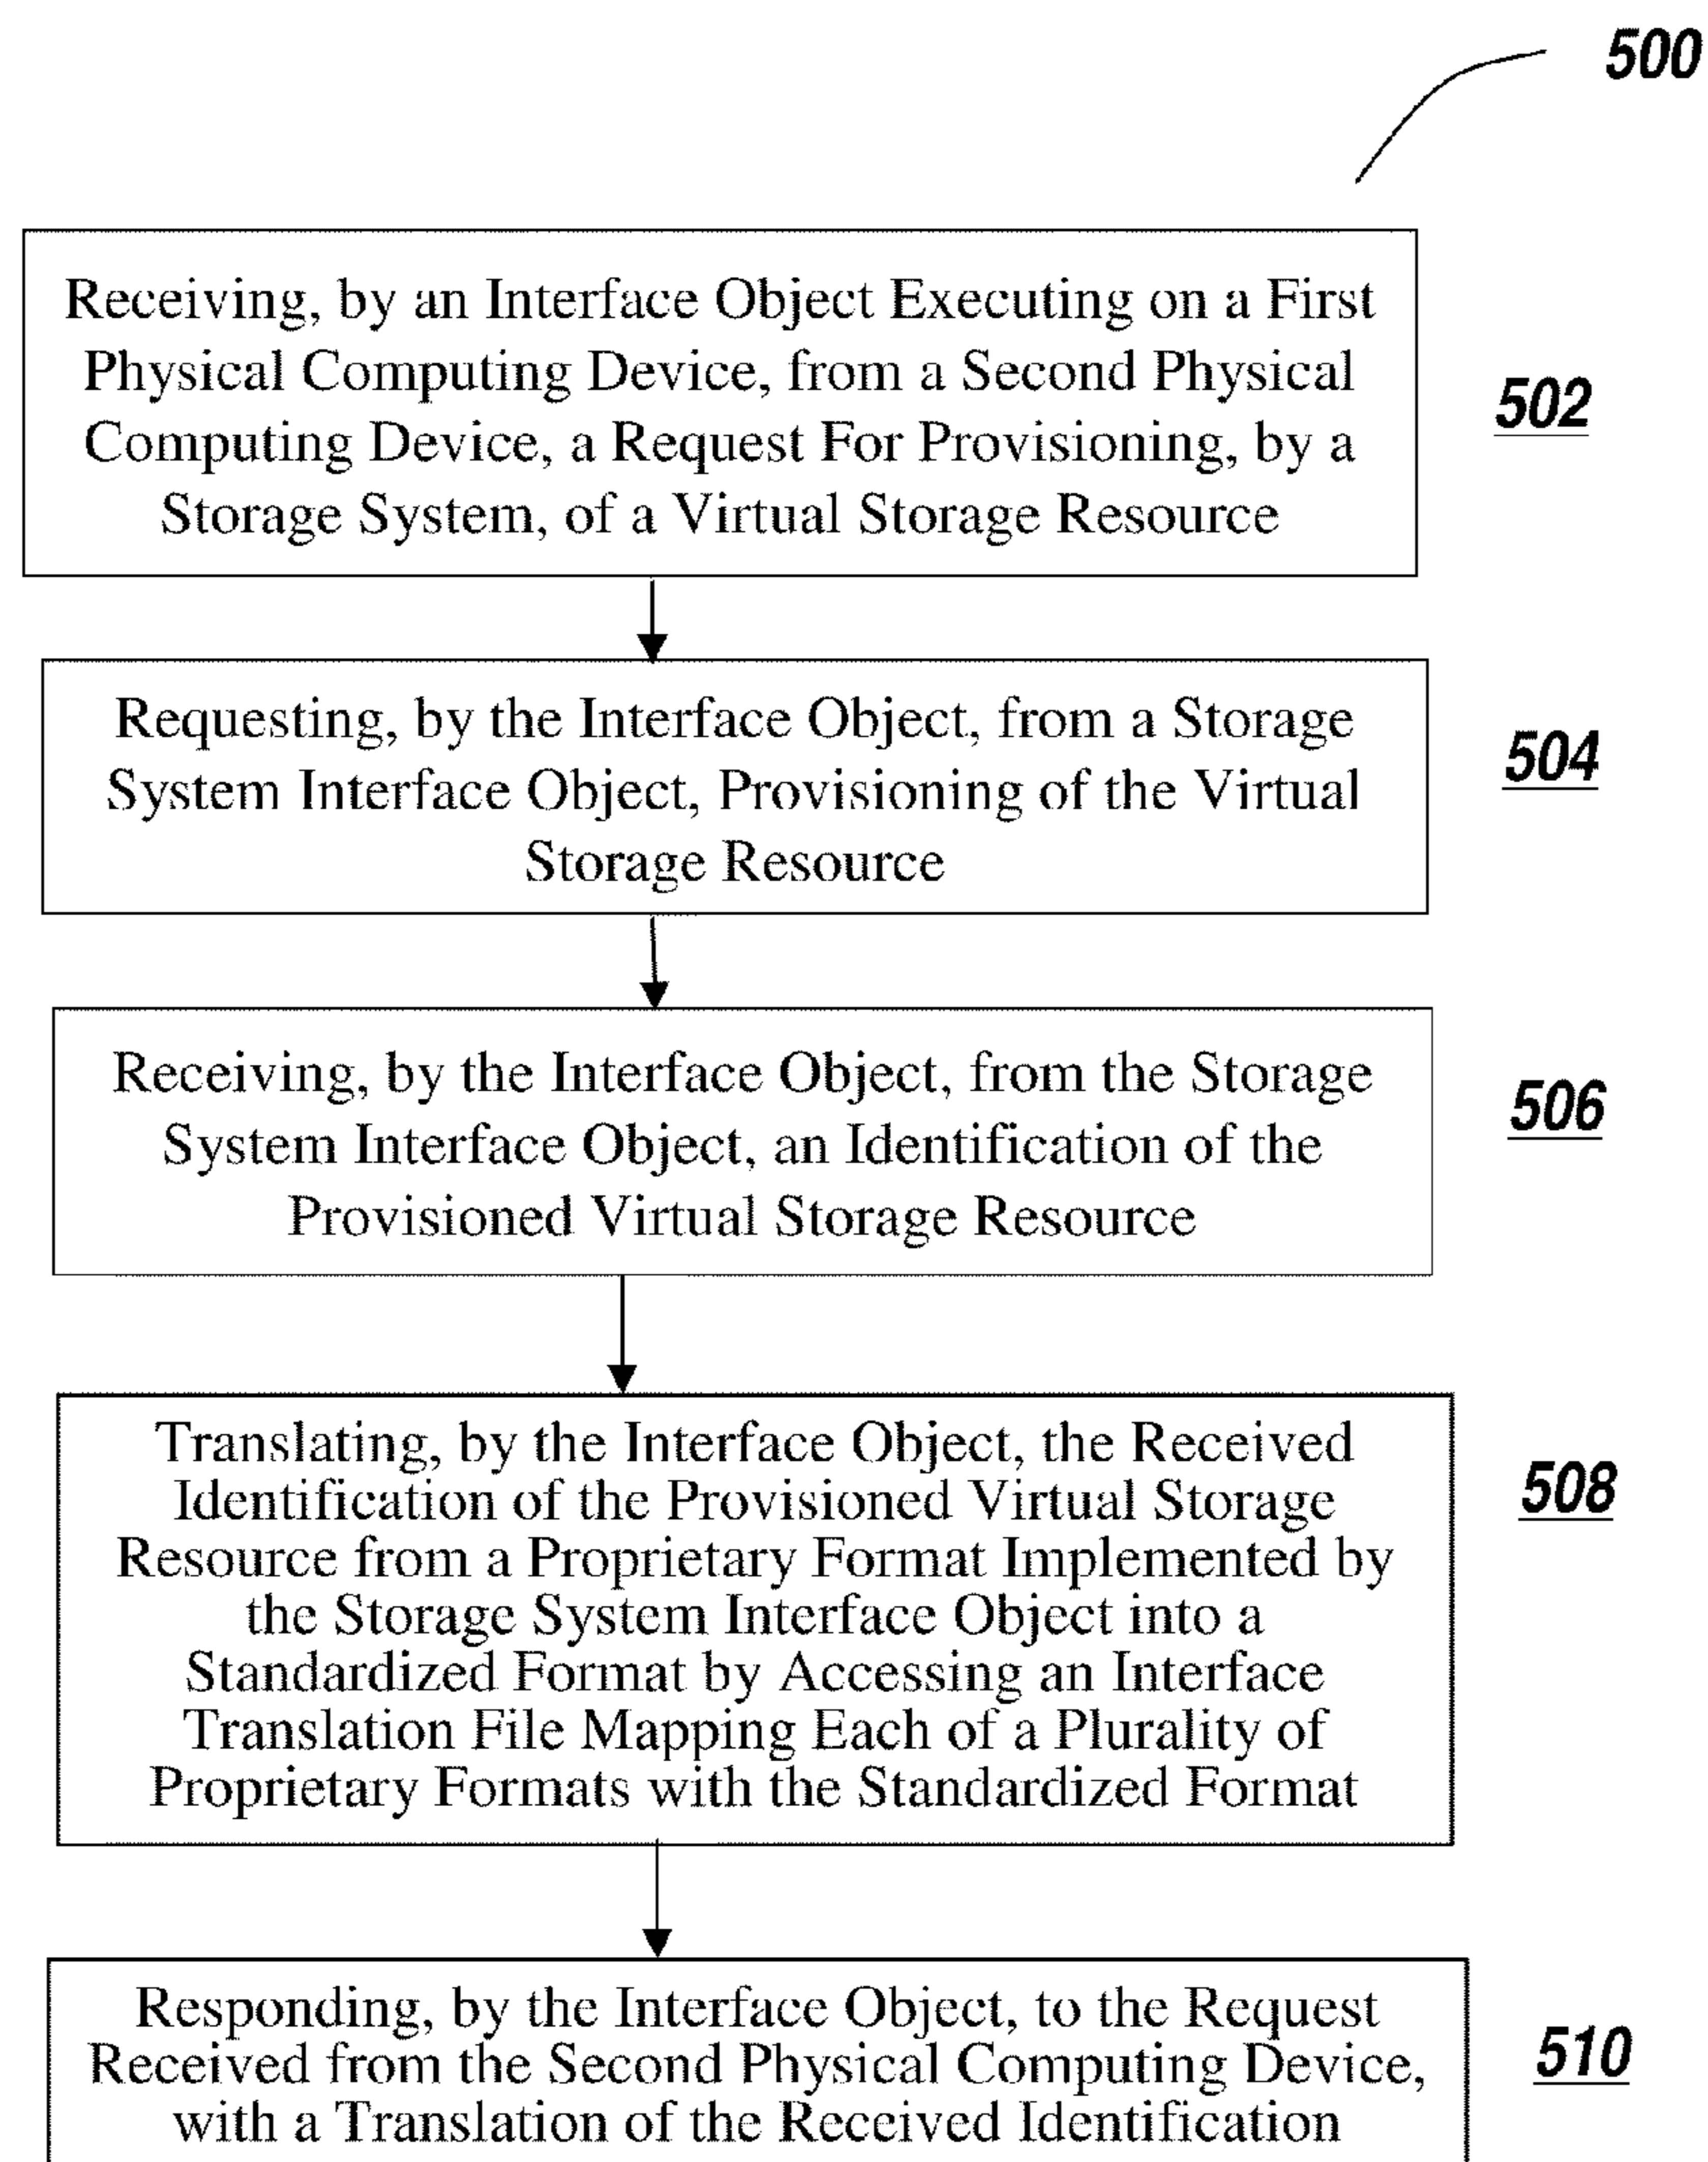 500
Receiving, by an Interface Object Executing on a First
Physical Computing Device, from a Second Physical
Computing Device, a Request For Provisioning, by a
Storage System, of a Virtual Storage Resource
502
Requesting, by the Interface Object, from a Storage
System Interface Object, Provisioning of the Virtual
Storage Resource
504
Receiving, by the Interface Object, from the Storage
System Interface Object, an Identification of the
Provisioned Virtual Storage Resource
506
Translating, by the Interface Object, the Received
Identification of the Provisioned Virtual Storage
Resource from a Proprietary Format Implemented by
the Storage System Interface Object into a
Standardized Format by Accessing an Interface
Translation File Mapping Each of a Plurality of
Proprietary Formats with the Standardized Format
508
Responding, by the Interface Object, to the Request
Received from the Second Physical Computing Device,
with a Translation of the Received Identification
510